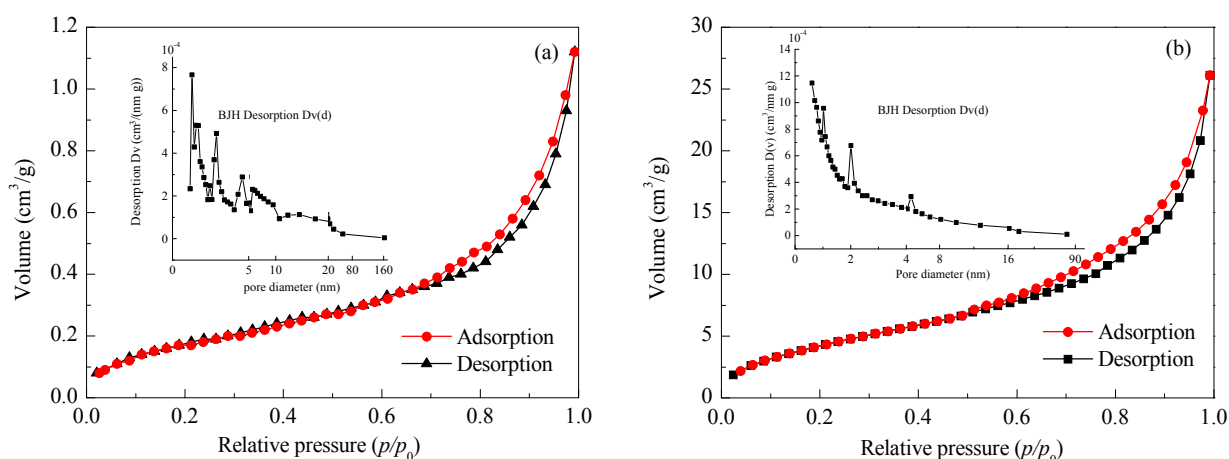 (a)
1.2
1.0
0.8
0.6
0.4
0.2
0.0
Volume (cm³/g)
0.0 0.2 0.4 0.6 0.8 1.0
Relative pressure (p/p₀)
Adsorption
Desorption
10⁻⁴
8
6
4
2
0
Desorption Dv (cm³/(nm g))
BJH Desorption Dv(d)
0 5 10 20 80 160
pore diameter (nm)
(b)
30
25
20
15
10
5
0
Volume (cm³/g)
0.0 0.2 0.4 0.6 0.8 1.0
Relative pressure (p/p₀)
Adsorption
Desorption
10⁻⁴
14
12
10
8
6
4
2
0
Desorption D(v) (cm³/nm g)
BJH Desorption Dv(d)
0 2 4 8 16 90
Pore diameter (nm)